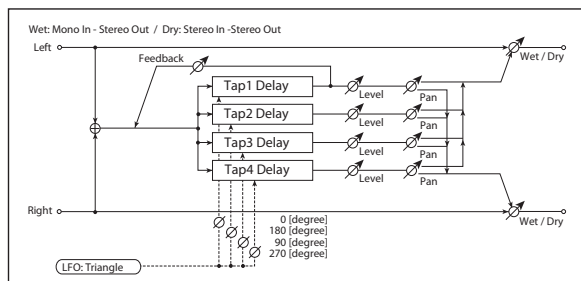 Wet: Mono In - Stereo Out / Dry: Stereo In -Stereo Out
Left
Feedback
Wet / Dry
Tap1 Delay
Level
Pan
Tap2 Delay
Level
Pan
Tap3 Delay
Level
Pan
Tap4 Delay
Level
Pan
Right
Wet / Dry
0 [degree]
180 [degree]
90 [degree]
270 [degree]
LFO: Triangle